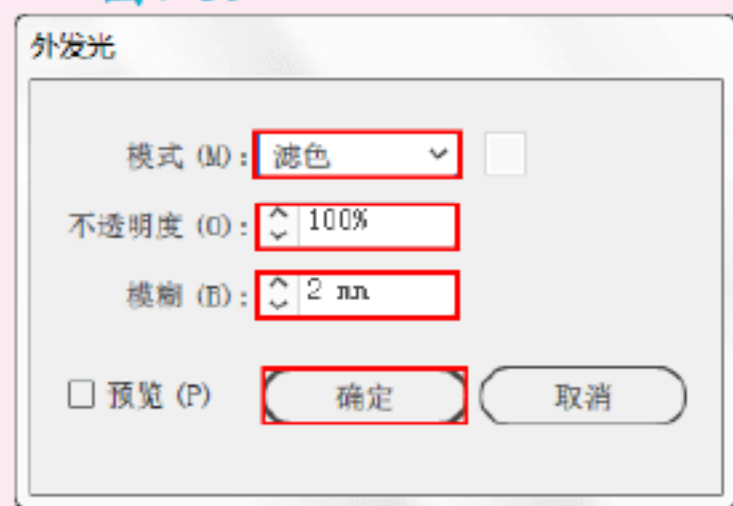 外发光
模式 (M): 滤色
不透明度 (O): 100%
模糊 (B): 2 mm
预览 (P) 确定 取消